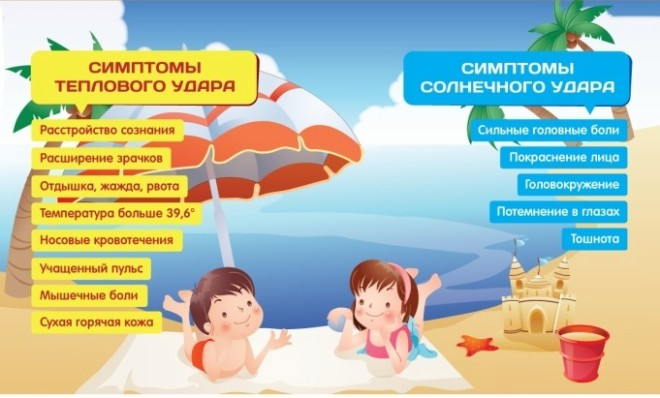 СИМПТОМЫ
ТЕПЛОВОГО УДАРА
Расстройство сознания
Расширение зрачков
Отдышка, жажда, рвота
Температура больше 39,6°
Носовые кровотечения
Учащенный пульс
Мышечные боли
Сухая горячая кожа
СИМПТОМЫ
СОЛНЕЧНОГО УДАРА
Сильные головные боли
Покраснение лица
Головокружение
Потемнение в глазах
Тошнота